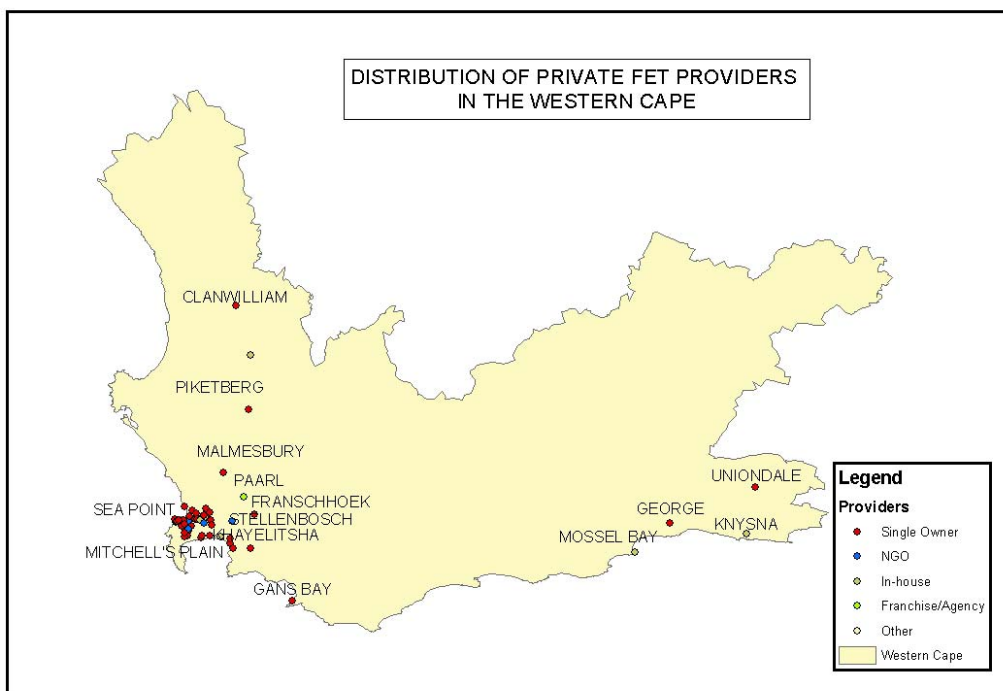 DISTRIBUTION OF PRIVATE FET PROVIDERS
IN THE WESTERN CAPE
CLANWILLIAM
PIKETBERG
MALMESBURY
PAARL
FRANSCHHOEK
SEA POINT
STELLENBOSCH
KHAYELITSHA
MITCHELL'S PLAIN
GANS BAY
UNIONDALE
GEORGE
KNYSNA
MOSSEL BAY
Legend
Providers
Single Owner
NGO
In-house
Franchise/Agency
Other
Western Cape